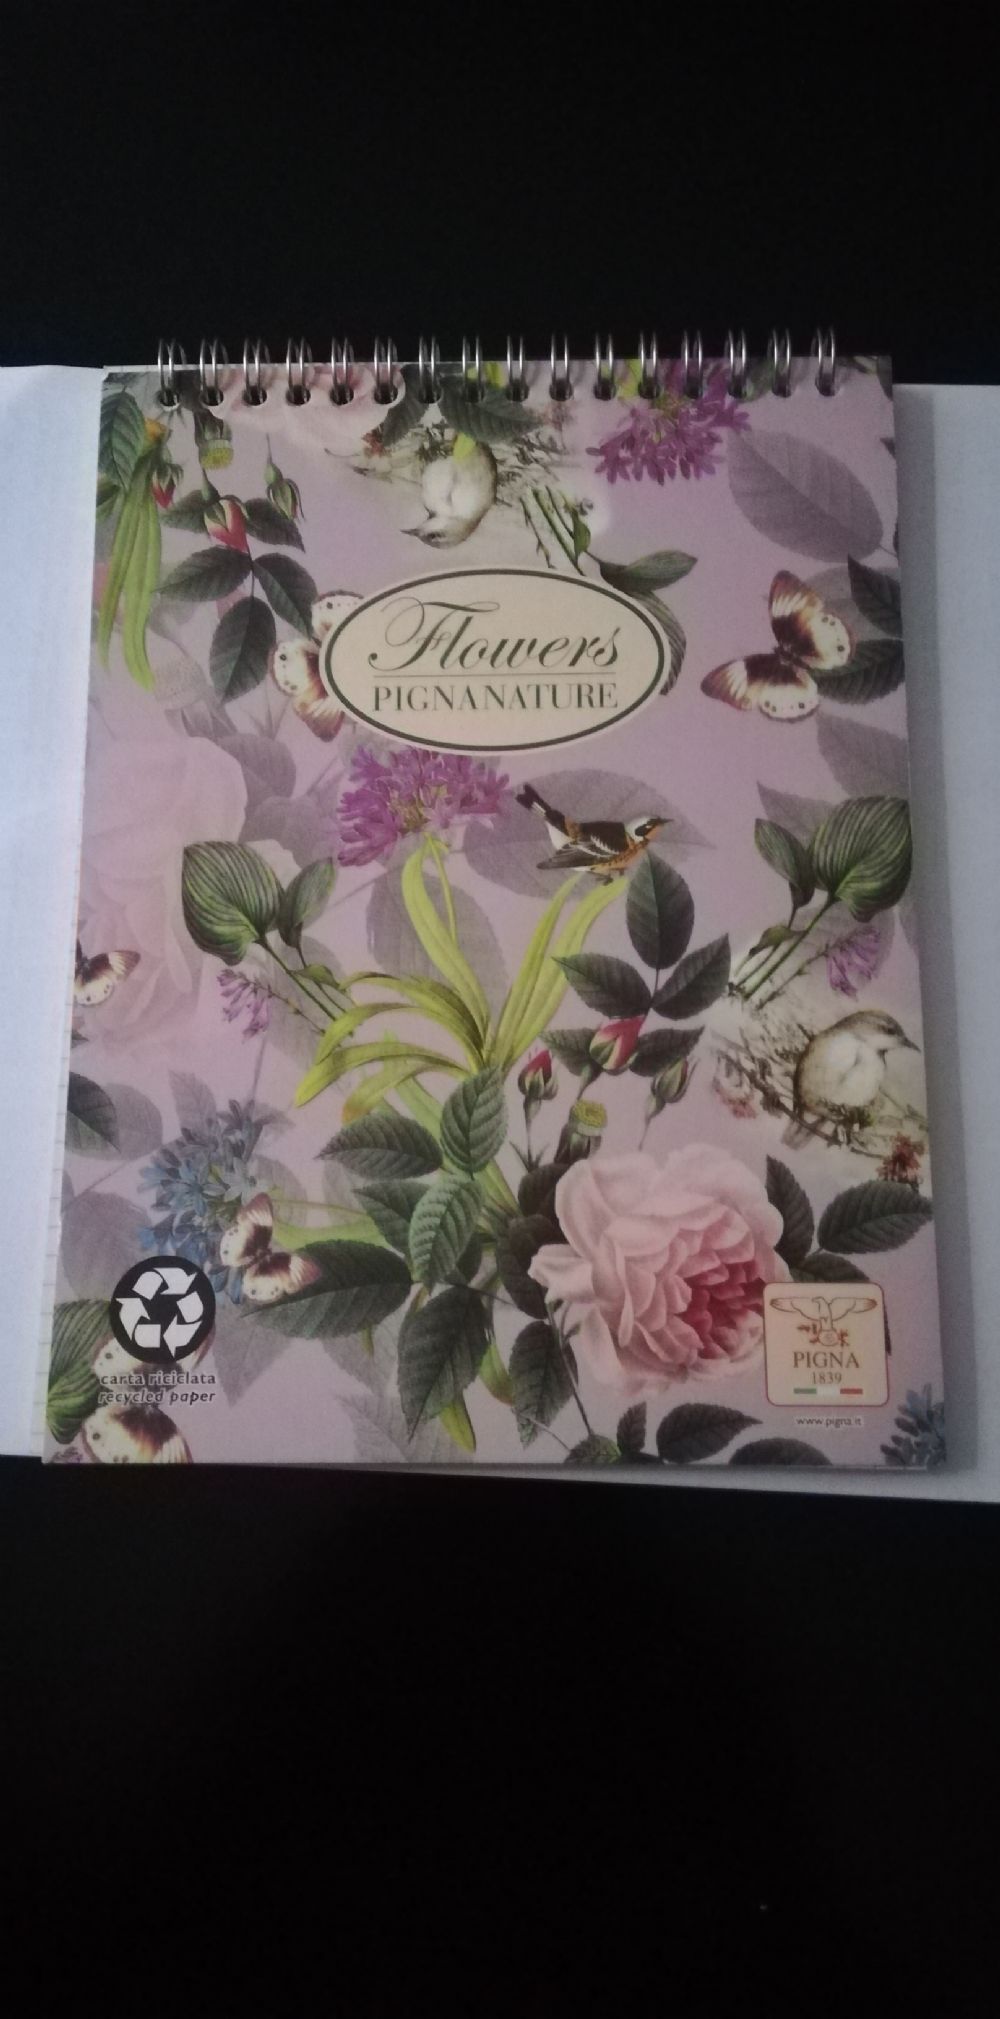 Flowers
PIGNANATURE
carta riciclata
recycled paper
PIGNA
1839
www.pigna.it